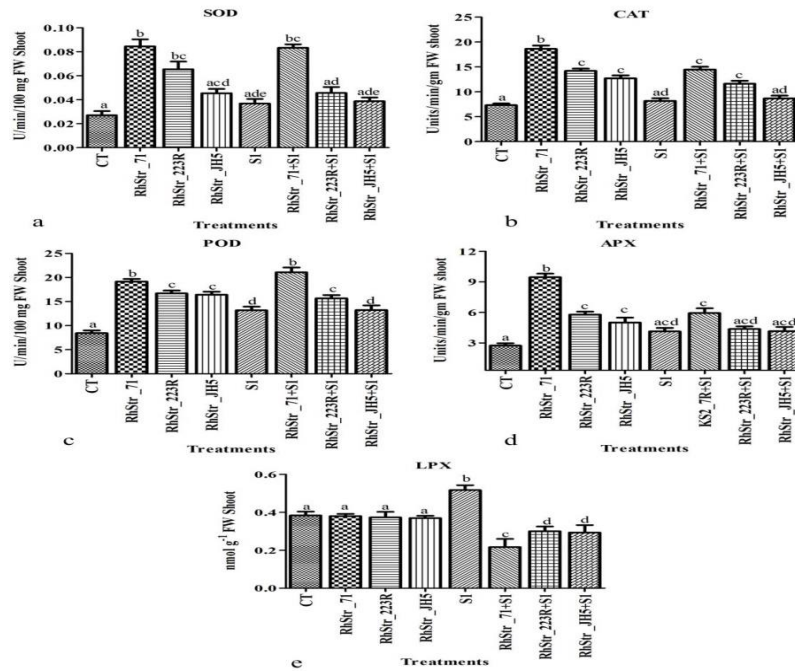 SOD
U/min/100 mg FW Shoot
0.10
0.08
0.06
0.04
0.02
0.00
b
bc
bc
acd
ad
ade
ade
a
CT
RhStr_71
RhStr_223R
RhStr_JH5
S1
RhStr_71+S1
RhStr_223R+S1
RhStr_JH5+S1
a
Treatments
CAT
Units/min/gm FW shoot
25
20
15
10
5
0
a
b
c
c
ad
c
c
ad
CT
RhStr_71
RhStr_223R
RhStr_JH5
S1
RhStr_71+S1
RhStr_223R+S1
RhStr_JH5+S1
b
Treatments
POD
U/min/100 mg FW Shoot
25
20
15
10
5
0
a
b
c
c
d
b
c
d
CT
RhStr_71
RhStr_223R
RhStr_JH5
S1
RhStr_71+S1
RhStr_223R+S1
RhStr_JH5+S1
c
Treatments
APX
Units/min/gm FW shoot
12
9
6
3
a
b
c
c
acd
c
acd
acd
CT
RhStr_71
RhStr_223R
RhStr_JH5
S1
KS2_7R+S1
RhStr_223R+S1
RhStr_JH5+S1
d
Treatments
LPX
nmol g-1 FW Shoot
0.6
0.4
0.2
0.0
a
a
a
a
b
c
d
d
CT
RhStr_71
RhStr_223R
RhStr_JH5
S1
RhStr_71+S1
RhStr_223R+S1
RhStr_JH5+S1
e
Treatments